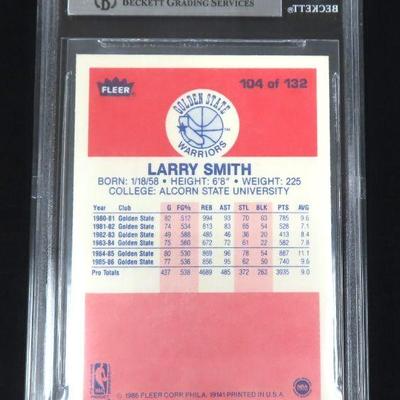 BECKETT GRADING SERVICES
BECKETT
FLEER
104 of 132
GOLDEN STATE
WARRIORS
LARRY SMITH
BORN: 1/18/58 • HEIGHT: 6'8" • WEIGHT: 225
COLLEGE: ALCORN STATE UNIVERSITY
Year Club G FG% REB AST STL BLK PTS AVG
1980-81 Golden State 82 .512 994 93 70 63 785 9.6
1981-82 Golden State 74 .534 813 83 65 54 528 7.1
1982-83 Golden State 49 .588 485 46 36 20 413 8.4
1983-84 Golden State 75 .560 672 72 61 22 582 7.8
1984-85 Golden State 80 .530 869 96 78 54 887 11.1
1985-86 Golden State 77 .536 856 95 62 50 740 9.6
Pro Totals 437 .538 4689 485 372 263 3935 9.0
© 1986 FLEER CORP. PHILA. 19141 PRINTED IN U.S.A.
NBA